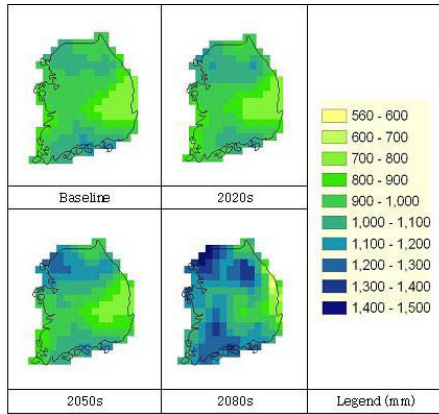 Baseline
2020s
560 - 600
600 - 700
700 - 800
800 - 900
900 - 1,000
1,000 - 1,100
1,100 - 1,200
1,200 - 1,300
1,300 - 1,400
1,400 - 1,500
2050s
2080s
Legend (mm)